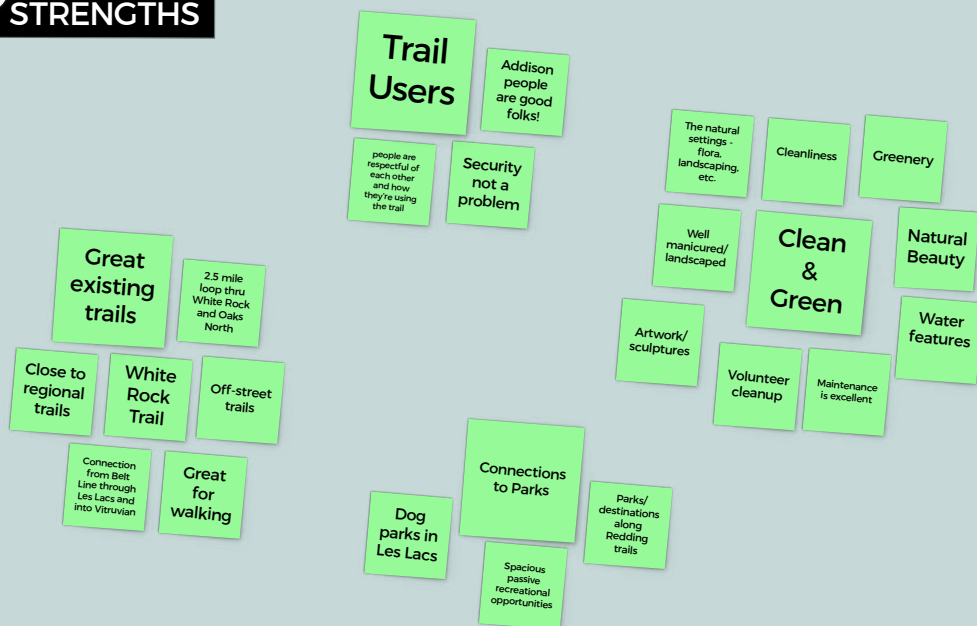 STRENGTHS
Trail
Users
Addison
people
are good
folks!
people are
respectful of
each other
and how
they're using
the trail
Security
not a
problem
The natural
settings -
flora,
landscaping,
etc.
Cleanliness
Greenery
Well
manicured/
landscaped
Clean
&
Green
Natural
Beauty
Artwork/
sculptures
Water
features
Volunteer
cleanup
Maintenance
is excellent
Great
existing
trails
2.5 mile
loop thru
White Rock
and Oaks
North
Close to
regional
trails
White
Rock
Trail
Off-street
trails
Connection
from Belt
Line through
Les Lacs and
into Vitruvian
Great
for
walking
Connections
to Parks
Dog
parks in
Les Lacs
Parks/
destinations
along
Redding
trails
Spacious
passive
recreational
opportunities